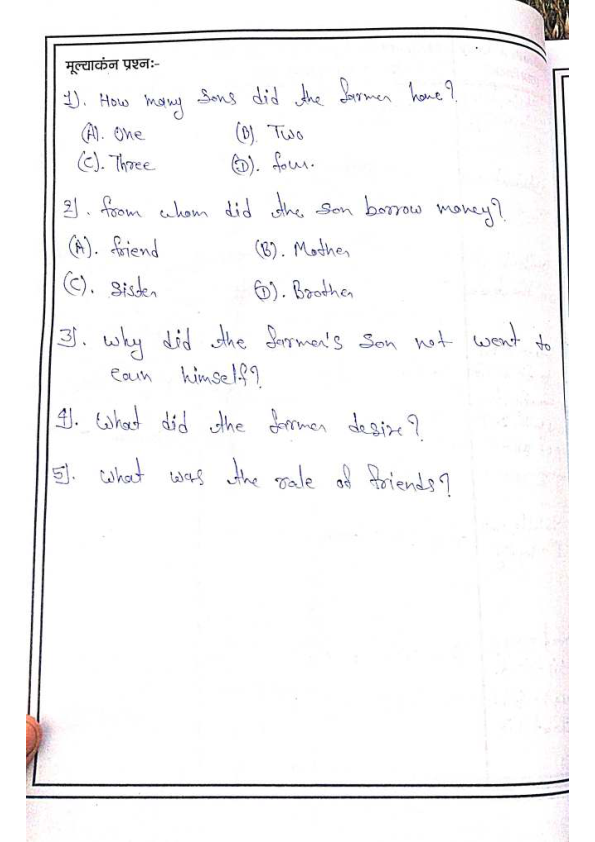 मूल्याकंन प्रश्नः-
1). How many sons did the farmer have?
(A). One (B) Two
(C). Three (D). four.
2). from whom did the son borrow money?
(A). friend (B). Mother
(C). Sister (D). Brother
3). Why did the farmer's Son not went to
earn himself?
4). What did the farmer desire?
5). What was the role of friends?